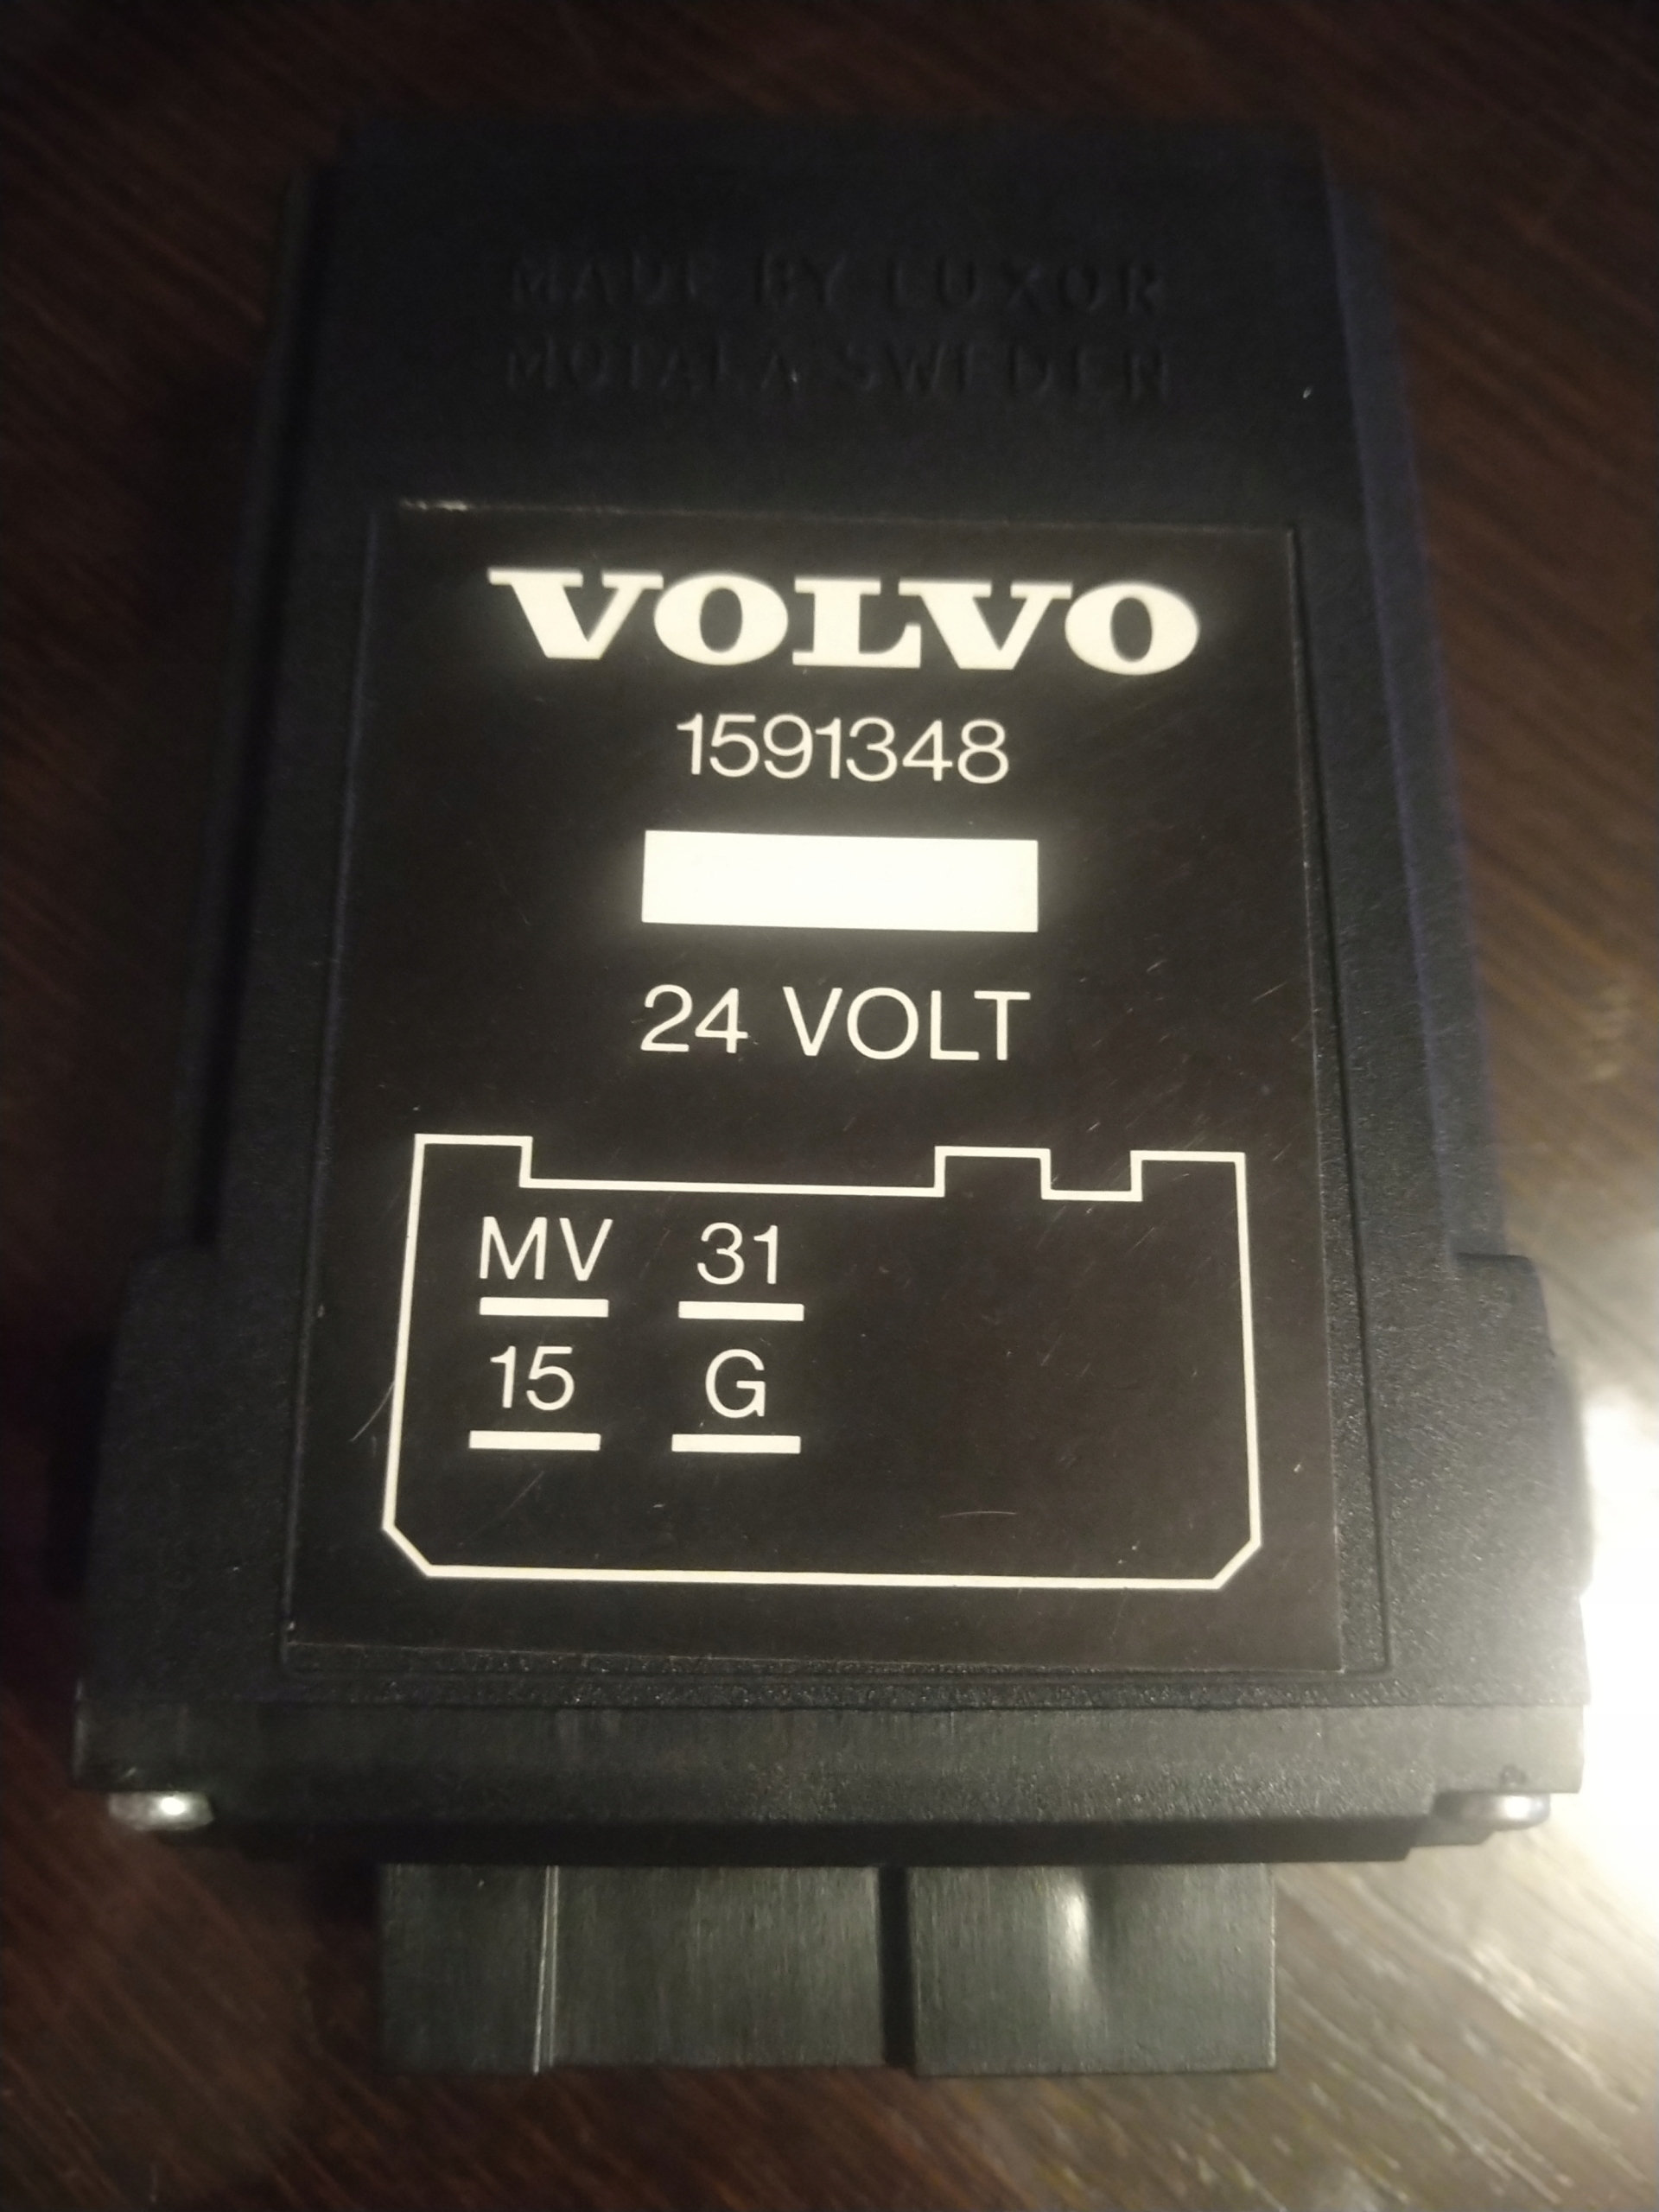 MADE BY LUXOR
MOTALA SWEDEN
VOLVO
1591348
24 VOLT
MV 31
15 G